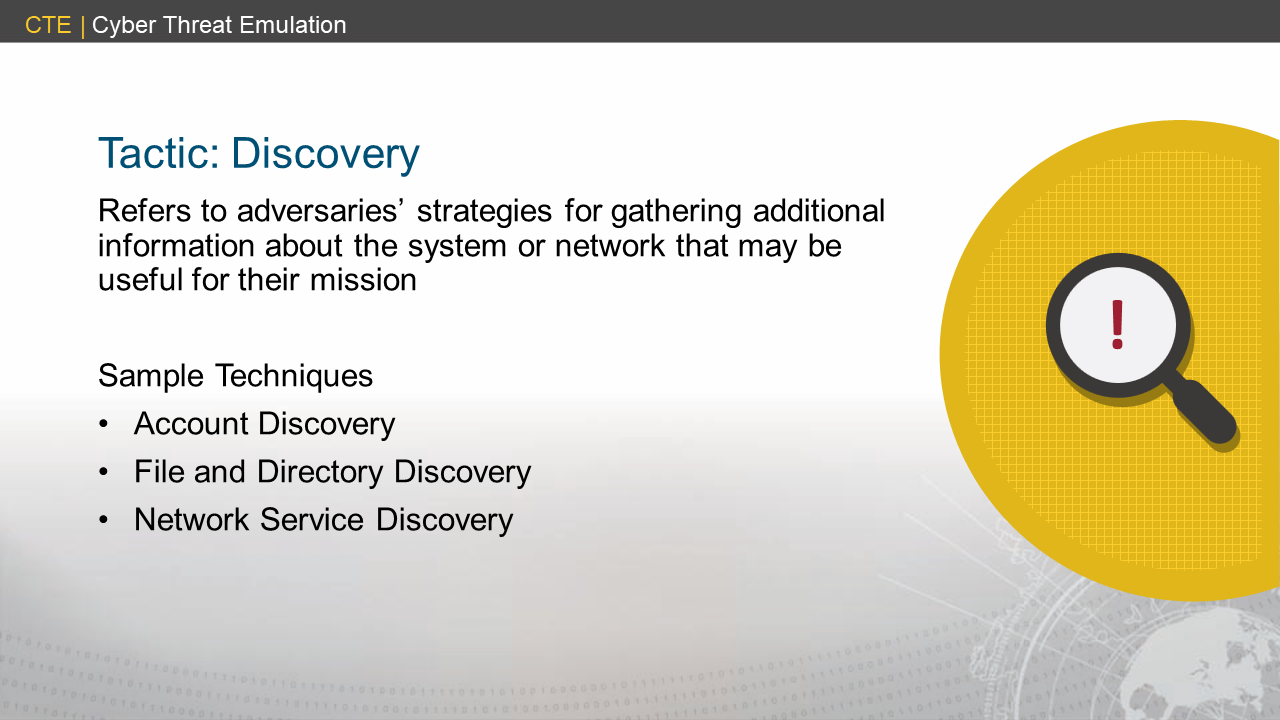 CTE | Cyber Threat Emulation
Tactic: Discovery
Refers to adversaries’ strategies for gathering additional
information about the system or network that may be
useful for their mission
Sample Techniques
• Account Discovery
• File and Directory Discovery
• Network Service Discovery
!